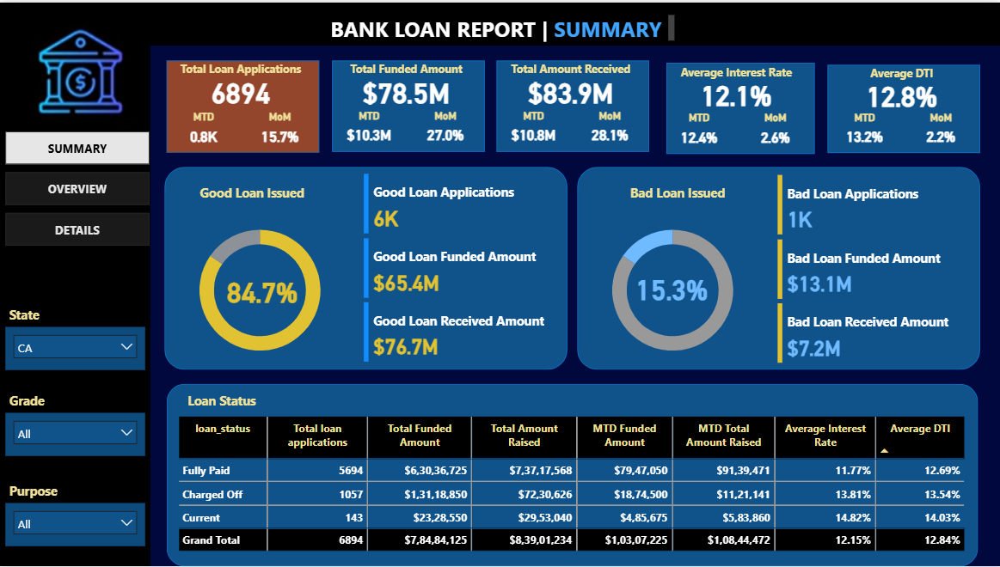 BANK LOAN REPORT | SUMMARY
$
SUMMARY
OVERVIEW
DETAILS
State
CA
Grade
All
Purpose
All
Total Loan Applications
6894
MTD MoM
0.8K 15.7%
Total Funded Amount
$78.5M
MTD MoM
$10.3M 27.0%
Total Amount Received
$83.9M
MTD MoM
$10.8M 28.1%
Average Interest Rate
12.1%
MTD MoM
12.4% 2.6%
Average DTI
12.8%
MTD MoM
13.2% 2.2%
Good Loan Issued
84.7%
Good Loan Applications
6K
Good Loan Funded Amount
$65.4M
Good Loan Received Amount
$76.7M
Bad Loan Issued
15.3%
Bad Loan Applications
1K
Bad Loan Funded Amount
$13.1M
Bad Loan Received Amount
$7.2M
Loan Status
loan_status Total loan Total Funded Total Amount MTD Funded MTD Total Average Interest Average DTI
applications Amount Raised Amount Amount Raised Rate
Fully Paid 5694 $6,30,36,725 $7,37,17,568 $79,47,050 $91,39,471 11.77% 12.69%
Charged Off 1057 $1,31,18,850 $72,30,626 $18,74,500 $11,21,141 13.81% 13.54%
Current 143 $23,28,550 $29,53,040 $4,85,675 $5,83,860 14.82% 14.03%
Grand Total 6894 $7,84,84,125 $8,39,01,234 $1,03,07,225 $1,08,44,472 12.15% 12.84%